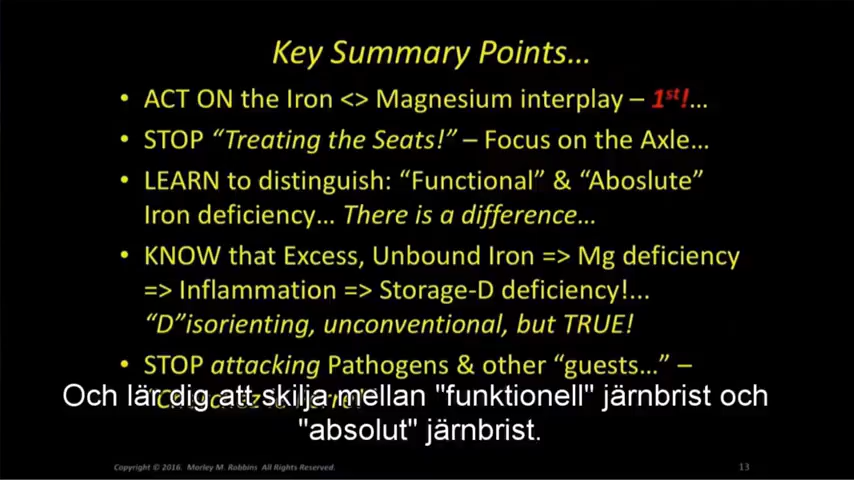 Key Summary Points...
• ACT ON the Iron <> Magnesium interplay – 1st!...
• STOP “Treating the Seats!” – Focus on the Axle...
• LEARN to distinguish: “Functional” & “Aboslute”
Iron deficiency... There is a difference...
• KNOW that Excess, Unbound Iron => Mg deficiency
=> Inflammation => Storage-D deficiency!...
“D”isorienting, unconventional, but TRUE!
• STOP attacking Pathogens & other “guests...” –
Och lär dig att skilja mellan "funktionell" järnbrist och
"absolut" järnbrist.
Copyright © 2016. Morley M. Robbins All Rights Reserved.
13